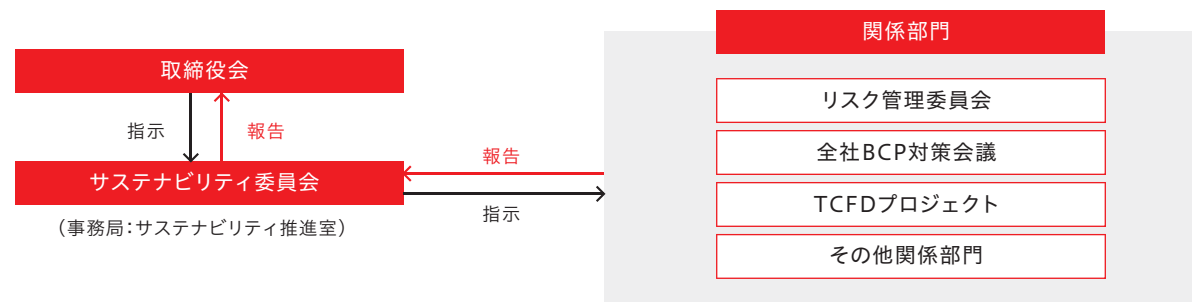 取締役会
指示
報告
サステナビリティ委員会
（事務局：サステナビリティ推進室）
報告
指示
関係部門
リスク管理委員会
全社BCP対策会議
TCFDプロジェクト
その他関係部門